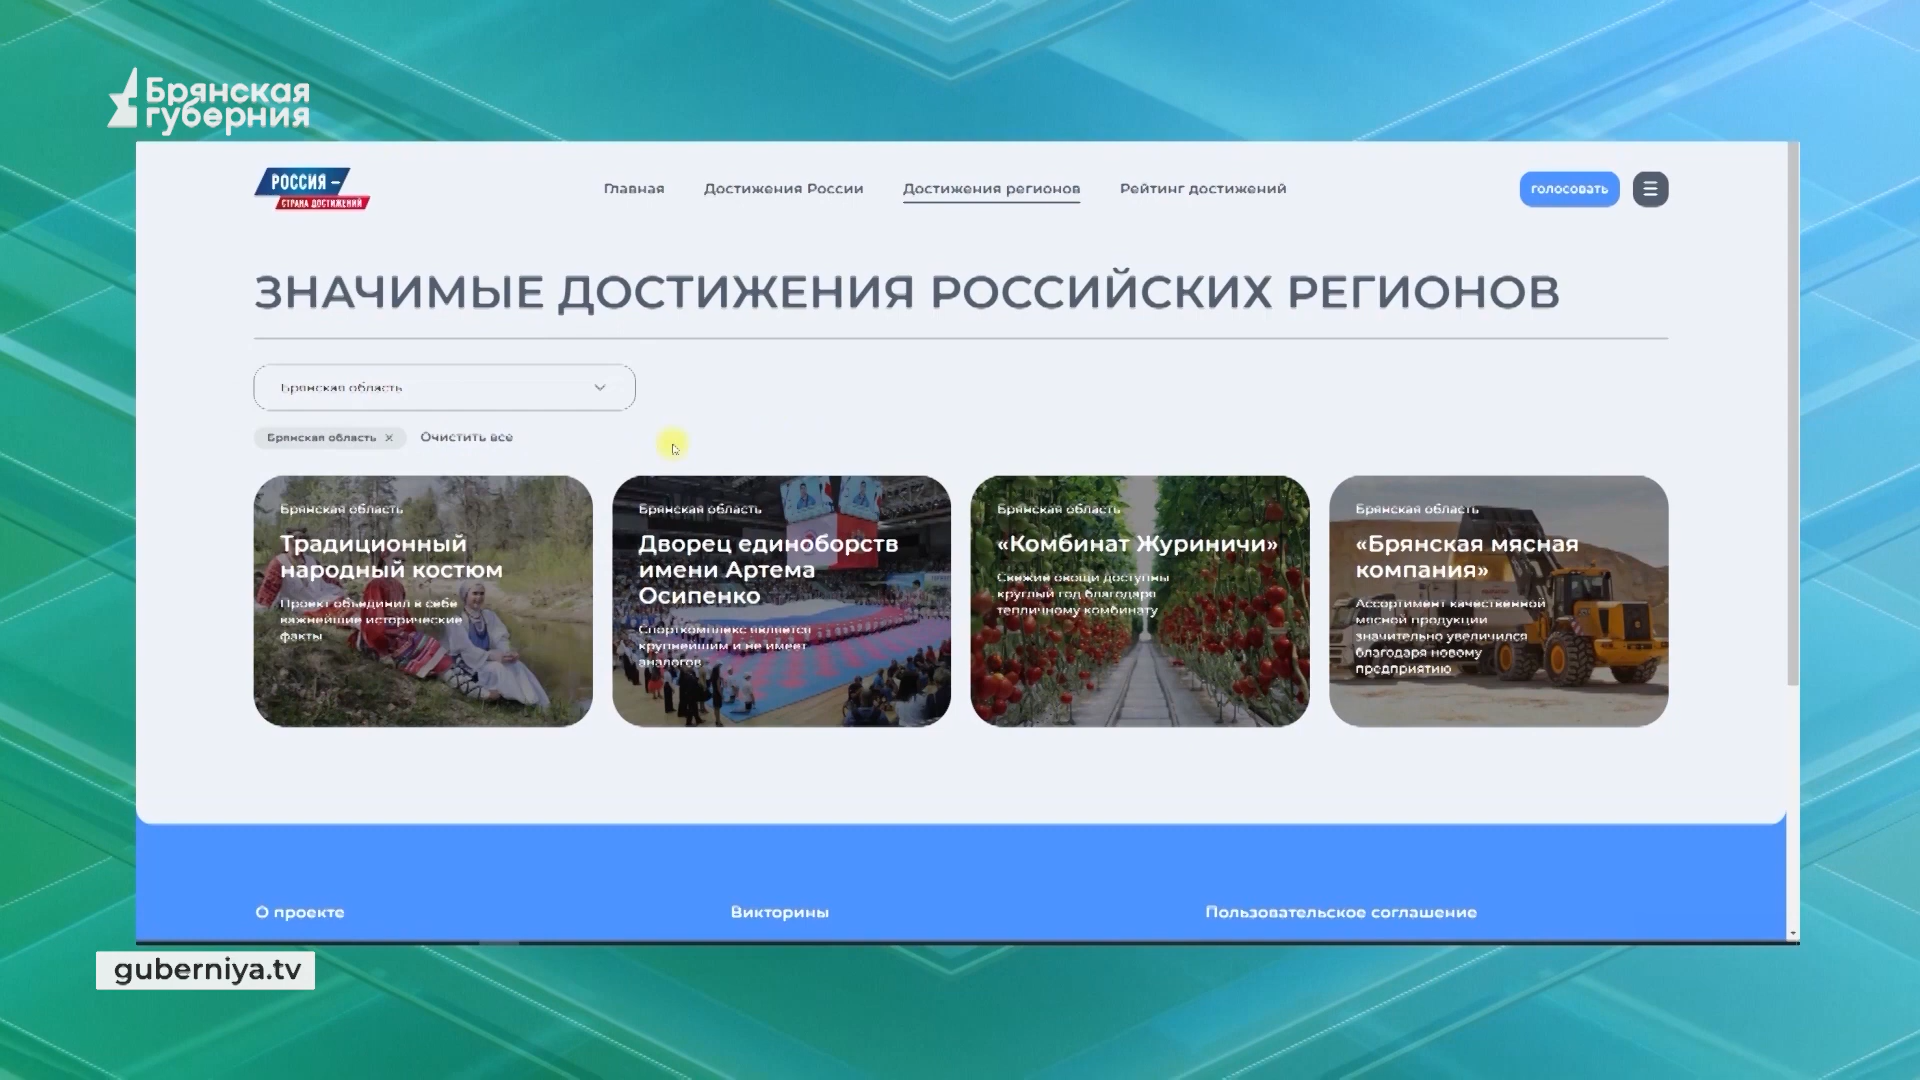 Брянская
губерния
РОССИЯ –
СТРАНА ДОСТИЖЕНИЙ
Главная
Достижения России
Достижения регионов
Рейтинг достижений
голосовать
ЗНАЧИМЫЕ ДОСТИЖЕНИЯ РОССИЙСКИХ РЕГИОНОВ
Брянская область
Брянская область ×
Очистить все
Брянская область
Традиционный
народный костюм
Проект объединил в себе
важнейшие исторические
факты
Брянская область
Дворец единоборств
имени Артема
Осипенко
Спорткомплекс является
крупнейшим и не имеет
аналогов
Брянская область
«Комбинат Журиничи»
Свежие овощи доступны
круглый год благодаря
тепличному комбинату
Брянская область
«Брянская мясная
компания»
Ассортимент качественной
мясной продукции
значительно увеличился
благодаря новому
предприятию
О проекте
Викторины
Пользовательское соглашение
guberniya.tv